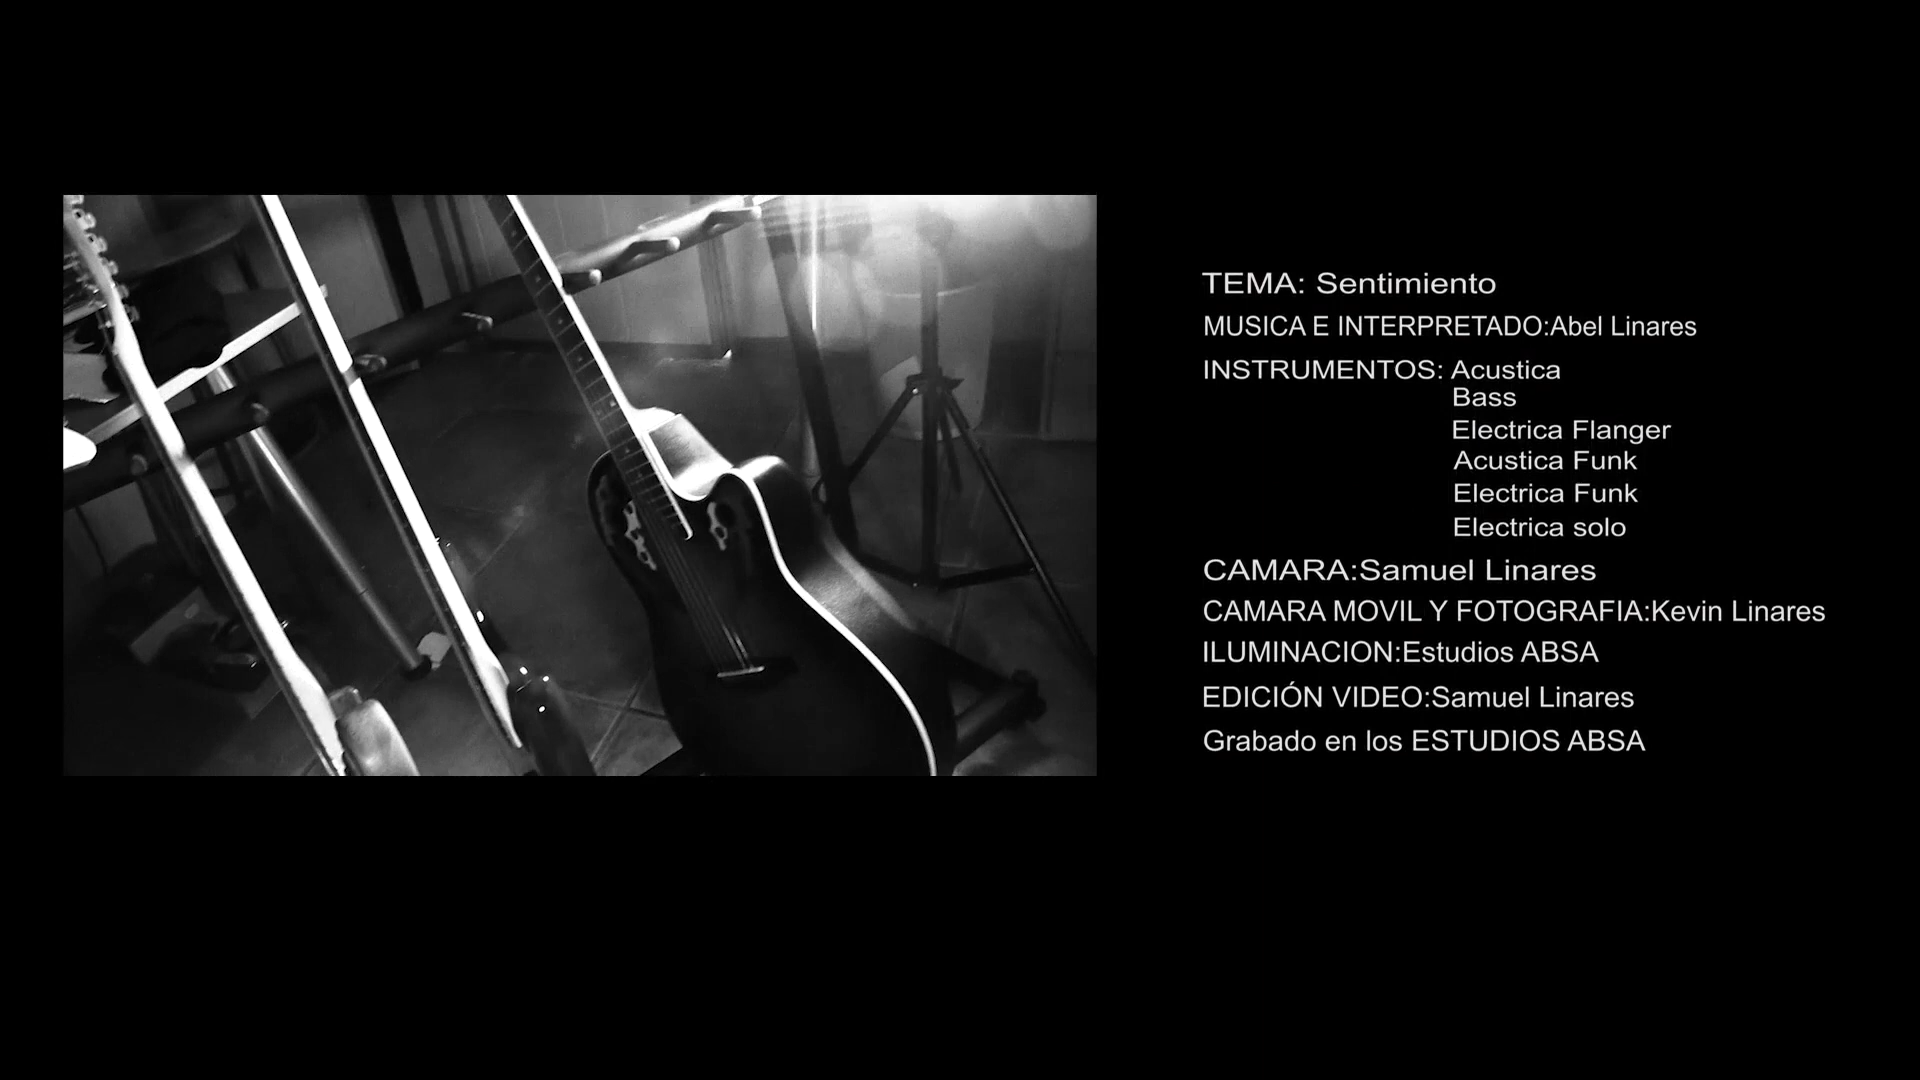 TEMA: Sentimiento
MUSICA E INTERPRETADO:Abel Linares
INSTRUMENTOS: Acustica
Bass
Electrica Flanger
Acustica Funk
Electrica Funk
Electrica solo
CAMARA:Samuel Linares
CAMARA MOVIL Y FOTOGRAFIA:Kevin Linares
ILUMINACION:Estudios ABSA
EDICIÓN VIDEO:Samuel Linares
Grabado en los ESTUDIOS ABSA